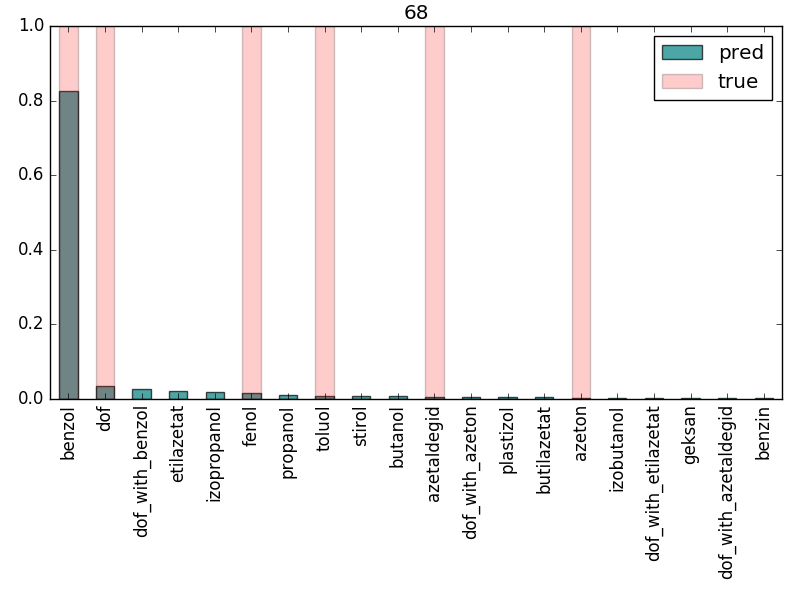 68
1.0
0.8
0.6
0.4
0.2
0.0
pred
true
benzol
dof
dof_with_benzol
etilazetat
izopropanol
fenol
propanol
toluol
stirol
butanol
azetaldegid
dof_with_azeton
plastizol
butilazetat
azeton
izobutanol
dof_with_etilazetat
geksan
dof_with_azetaldegid
benzin